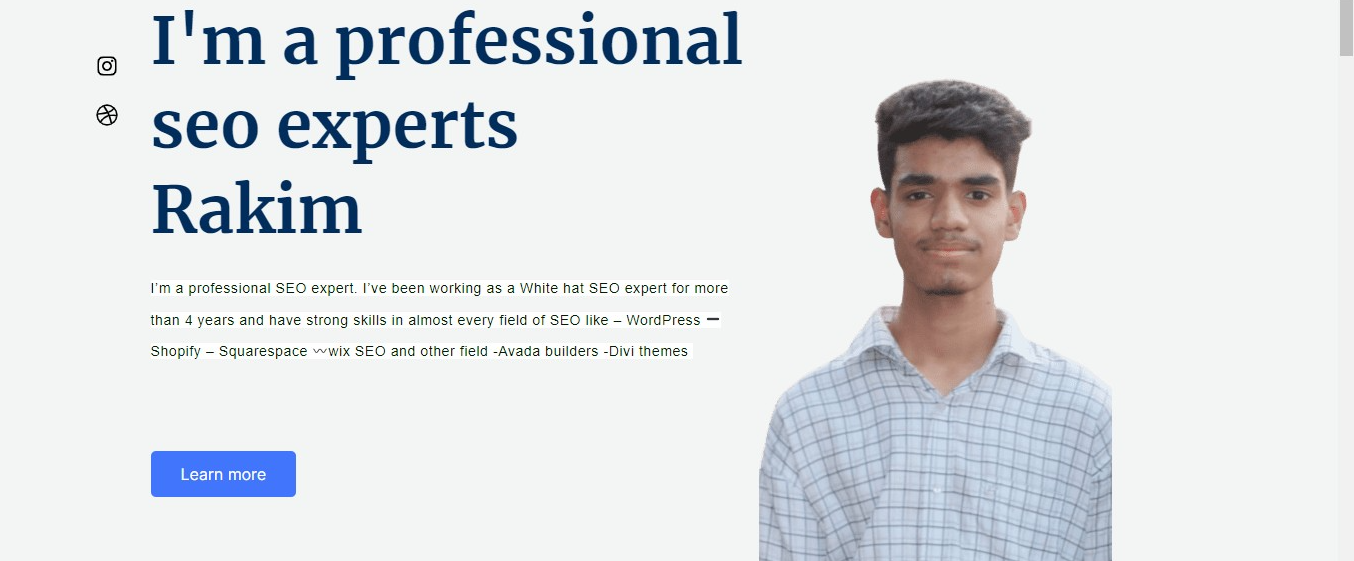 I'm a professional
seo experts
Rakim
I’m a professional SEO expert. I’ve been working as a White hat SEO expert for more
than 4 years and have strong skills in almost every field of SEO like – WordPress ➖
Shopify – Squarespace 〰wix SEO and other field -Avada builders -Divi themes
Learn more